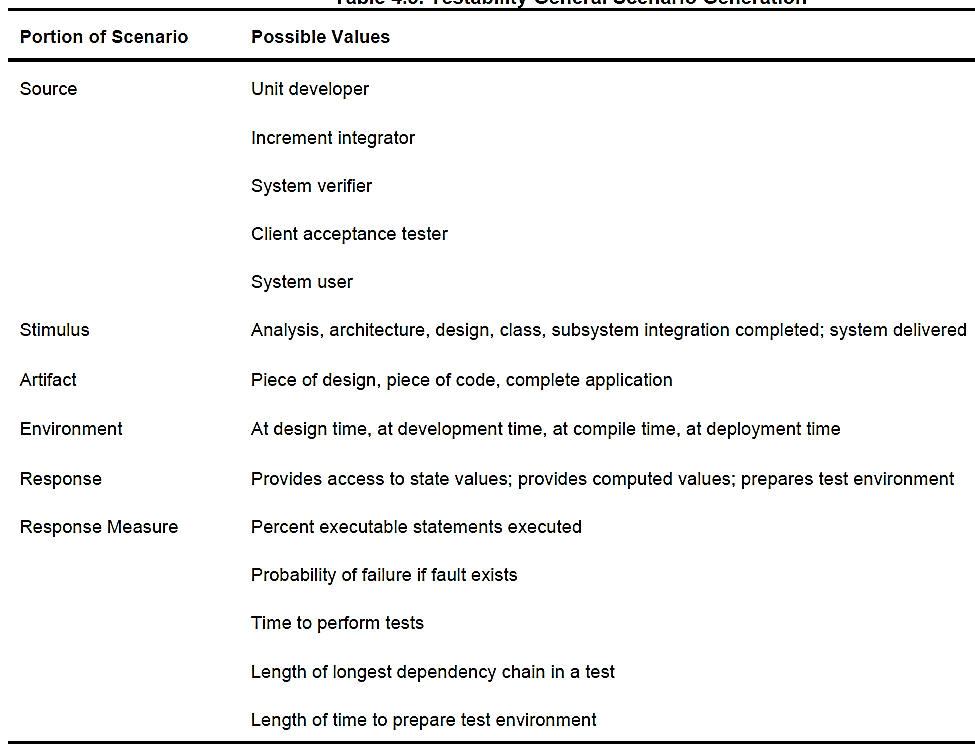 Table 4.5. Testability General Scenario Generation
Portion of Scenario Possible Values
Source Unit developer
Increment integrator
System verifier
Client acceptance tester
System user
Stimulus Analysis, architecture, design, class, subsystem integration completed; system delivered
Artifact Piece of design, piece of code, complete application
Environment At design time, at development time, at compile time, at deployment time
Response Provides access to state values; provides computed values; prepares test environment
Response Measure Percent executable statements executed
Probability of failure if fault exists
Time to perform tests
Length of longest dependency chain in a test
Length of time to prepare test environment